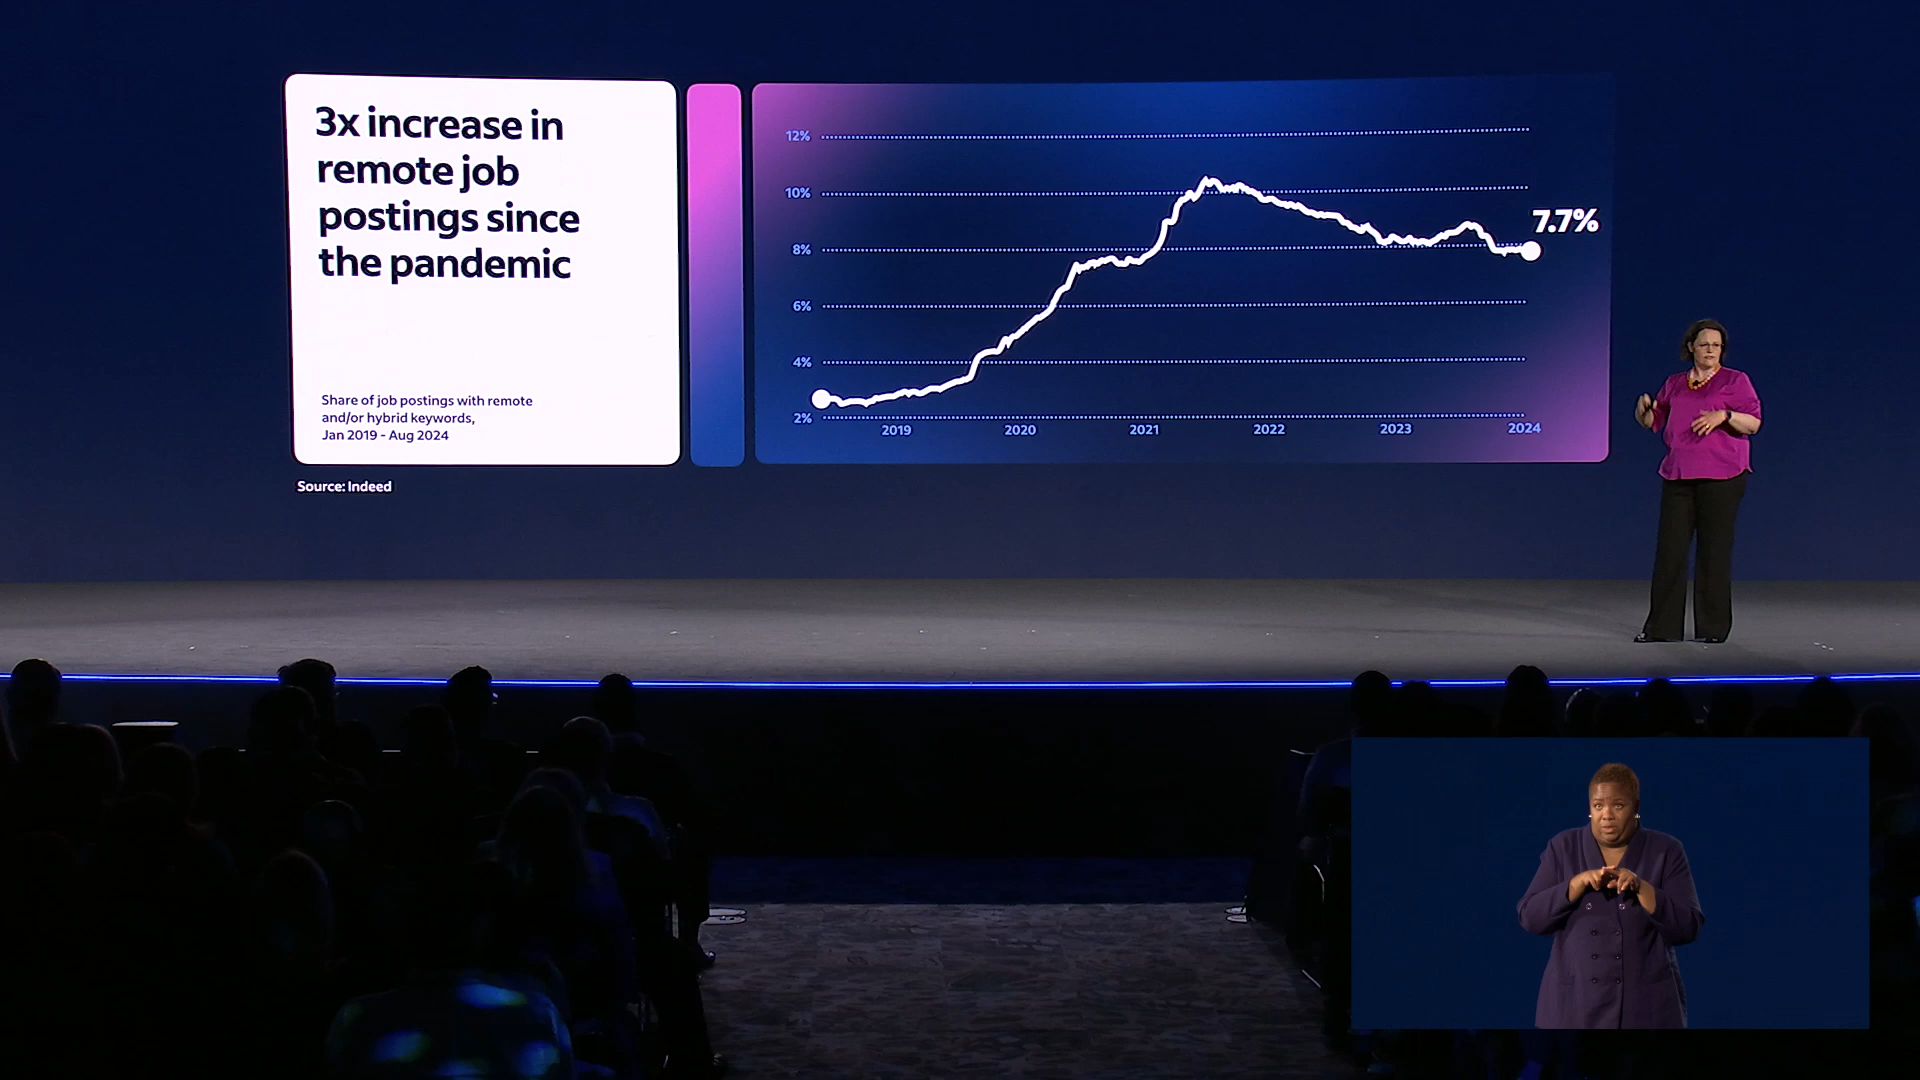 3x increase in
remote job
postings since
the pandemic
Share of job postings with remote
and/or hybrid keywords,
Jan 2019 - Aug 2024
Source: Indeed
12%
10%
8%
6%
4%
2%
7.7%
2019
2020
2021
2022
2023
2024